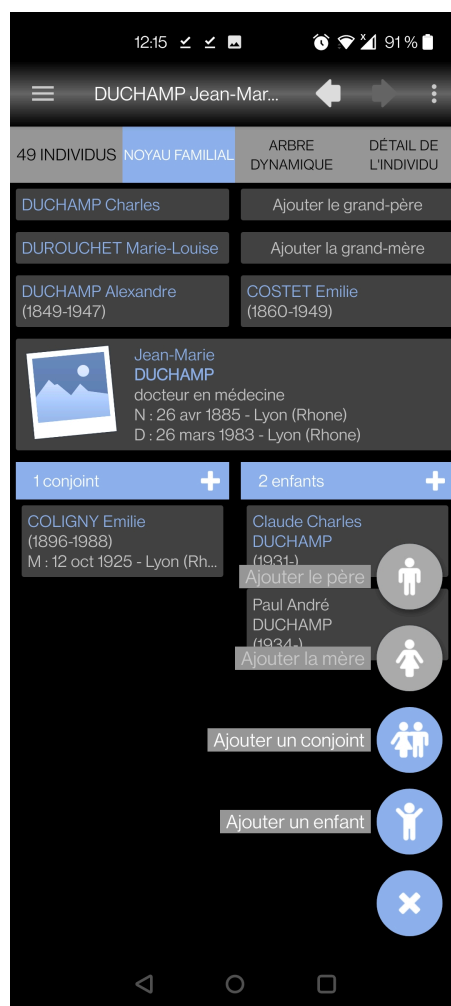 12:15
91 %
DUCHAMP Jean-Mar...
49 INDIVIDUS
NOYAU FAMILIAL
ARBRE
DYNAMIQUE
DÉTAIL DE
L'INDIVIDU
DUCHAMP Charles
Ajouter le grand-père
DUROUCHET Marie-Louise
Ajouter la grand-mère
DUCHAMP Alexandre
(1849-1947)
COSTET Emilie
(1860-1949)
Jean-Marie
DUCHAMP
docteur en médecine
N : 26 avr 1885 - Lyon (Rhone)
D : 26 mars 1983 - Lyon (Rhone)
1 conjoint
2 enfants
COLIGNY Emilie
(1896-1988)
M : 12 oct 1925 - Lyon (Rh...
Claude Charles
DUCHAMP
(1931-)
Ajouter le père
Paul André
DUCHAMP
(1934-)
Ajouter la mère
Ajouter un conjoint
Ajouter un enfant